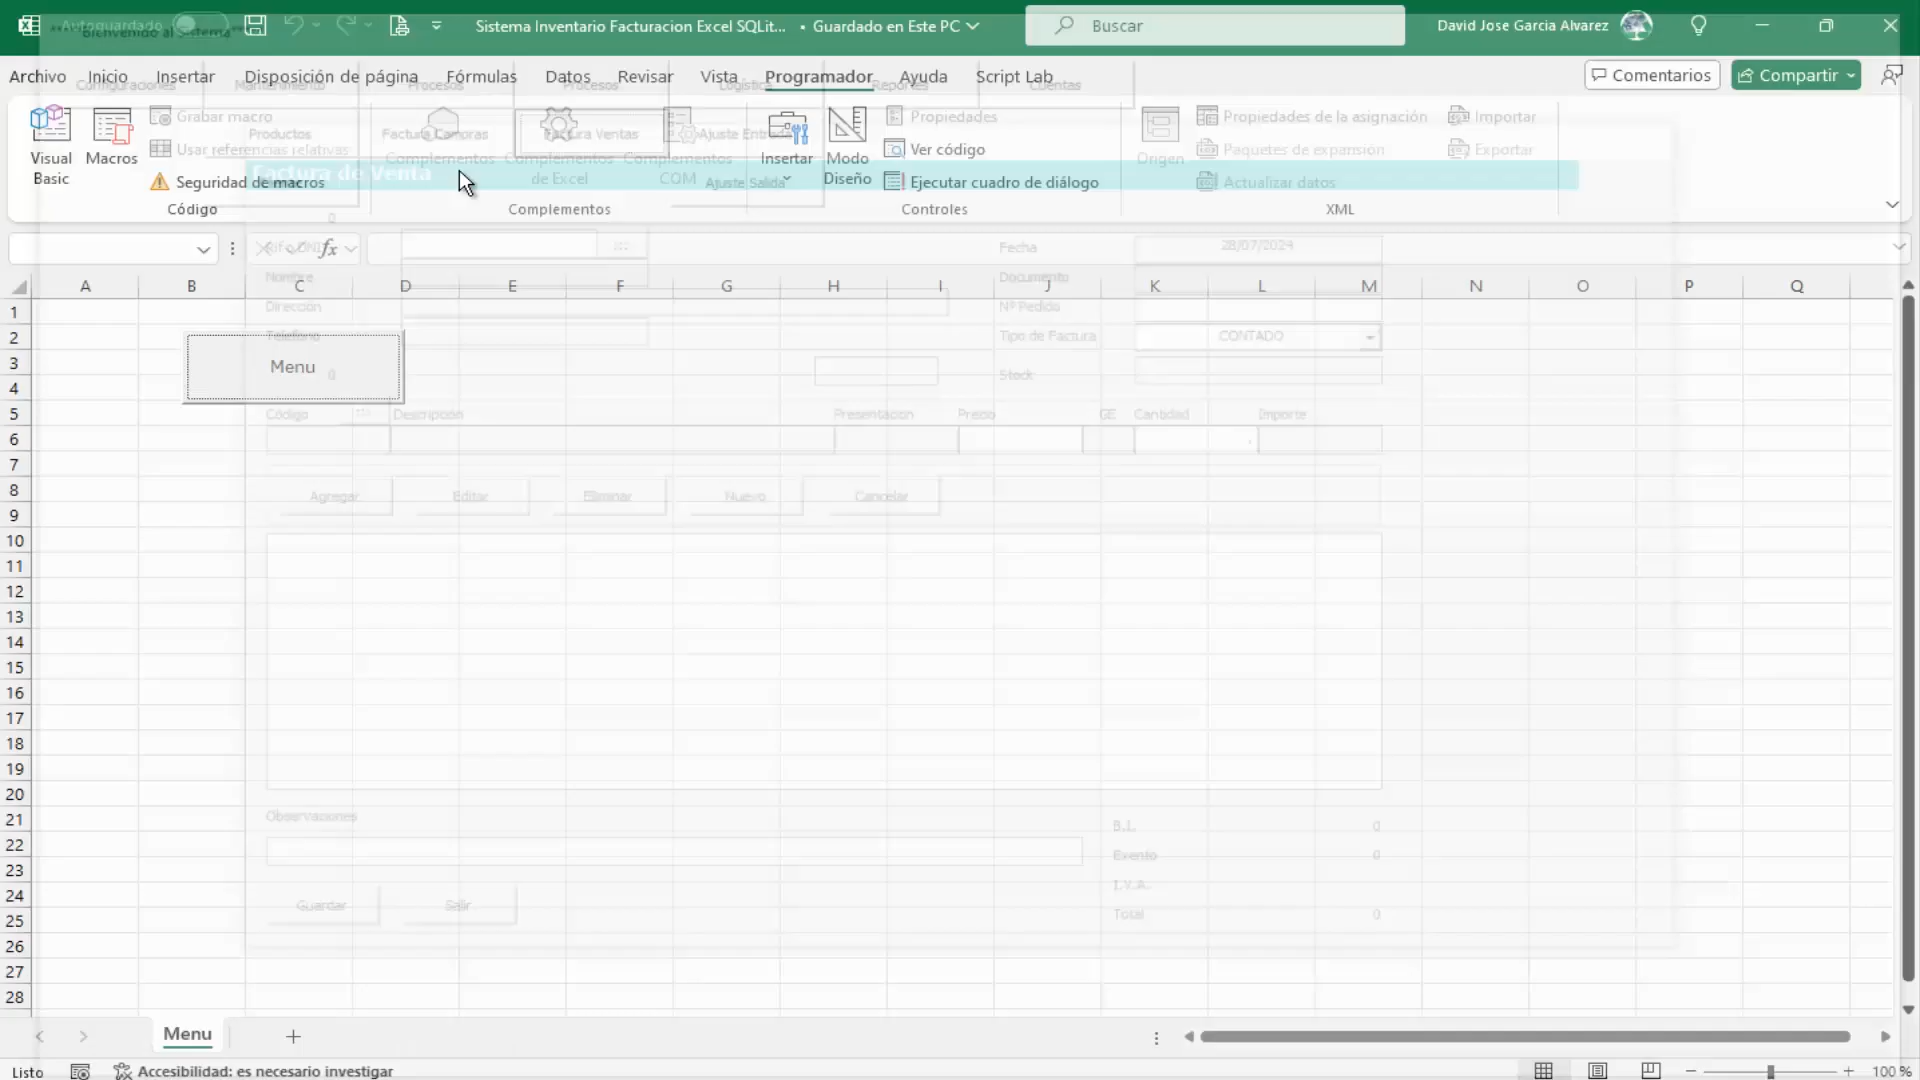 Autoguardado
"Bienvenido al Sistema"
Sistema Inventario Facturacion Excel SQLit... • Guardado en Este PC
Buscar
David Jose Garcia Alvarez
Archivo Inicio Insertar Disposición de página Fórmulas Datos Revisar Vista Programador Ayuda Script Lab
Comentarios Compartir
Configuraciones Mantenimiento Procesos Procesos Logística Reportes Cuentas
Visual Basic
Macros
Grabar macro
Usar referencias relativas
Seguridad de macros
Código
Productos
Factura Compras
Factura Ventas
Ajuste Entrada
Ajuste Salida
Complementos
Complementos de Excel
Complementos COM
Complementos
Insertar
Modo Diseño
Propiedades
Ver código
Ejecutar cuadro de diálogo
Controles
Origen
Propiedades de la asignación
Paquetes de expansión
Actualizar datos
Importar
Exportar
XML
Factura de Venta
0
fx
Fecha 28/07/2024
Nombre
Documento
A B C D E F G H I J K L M N O P Q
Dirección
Nº Pedido
Telefono
Tipo de Factura CONTADO
Menu
0
Stock
Código Descripcion Presentacion Precio GE Cantidad Importe
Agregar Editar Eliminar Nuevo Cancelar
Observaciones
B.I. 0
Exento 0
I.V.A.
Total 0
Guardar Salir
1
2
3
4
5
6
7
8
9
10
11
12
13
14
15
16
17
18
19
20
21
22
23
24
25
26
27
28
Menu
Listo
Accesibilidad: es necesario investigar
100 %